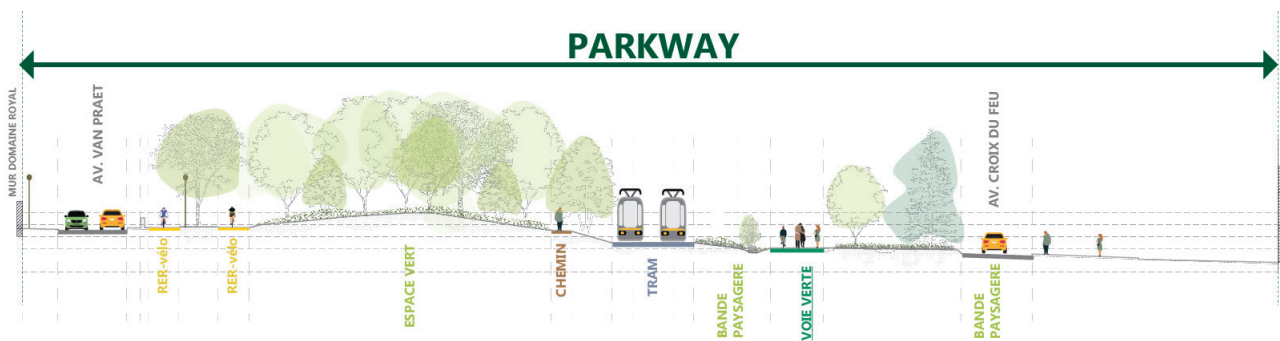 PARKWAY
MUR DOMAINE ROYAL
AV. VAN PRAET
AV. CROIX DU FEU
RER-vélo
RER-vélo
ESPACE VERT
CHEMIN
TRAM
BANDE
PAYSAGERE
VOIE VERTE
BANDE
PAYSAGERE